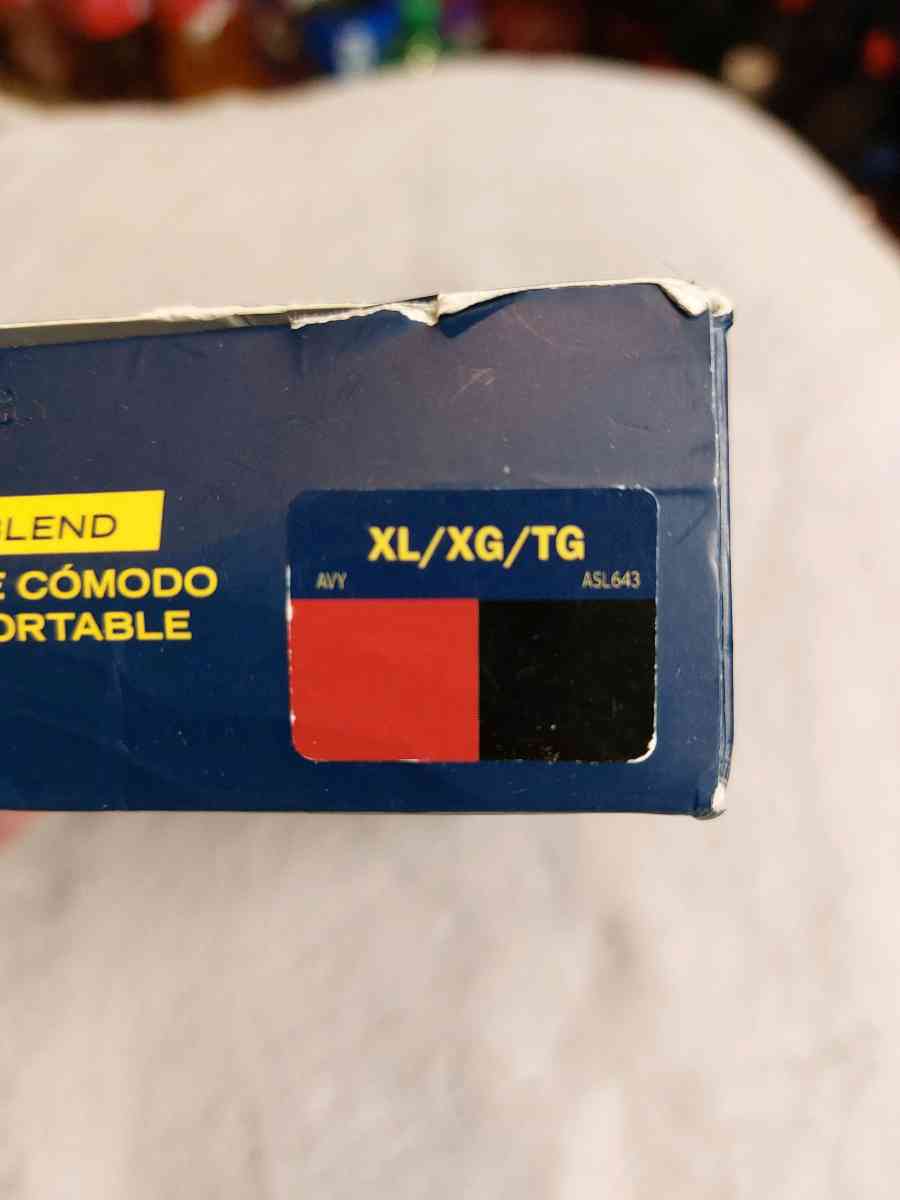 BLEND
E CÓMODO
ORTABLE
XL/XG/TG
AVY ASL643